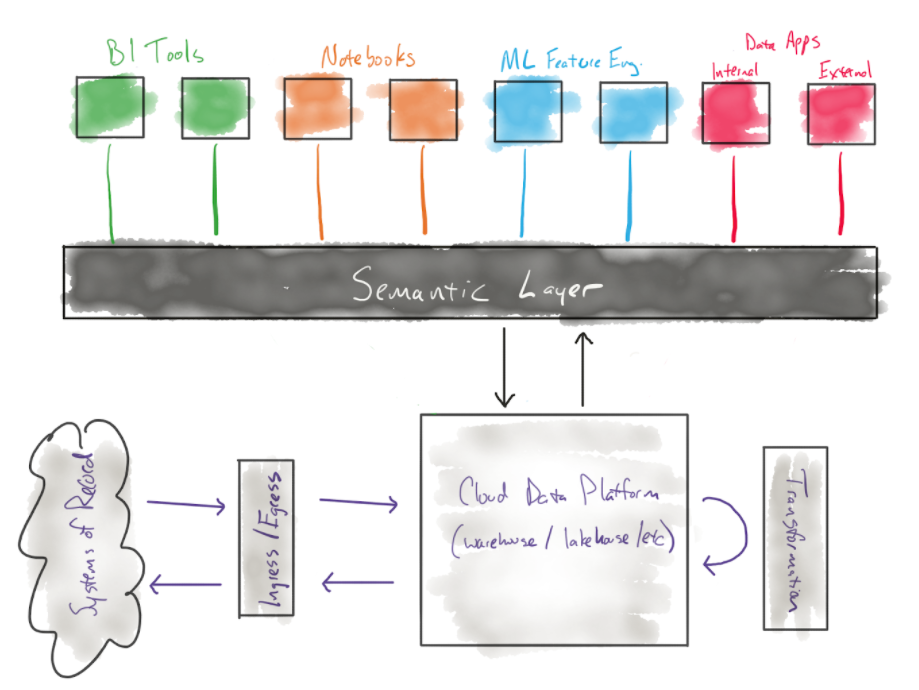 BI Tools
Notebooks
ML Feature Eng.
Data Apps
Internal
External
Semantic Layer
Systems of Record
Ingress/Egress
Cloud Data Platform
(warehouse / lakehouse /etc)
Transformation